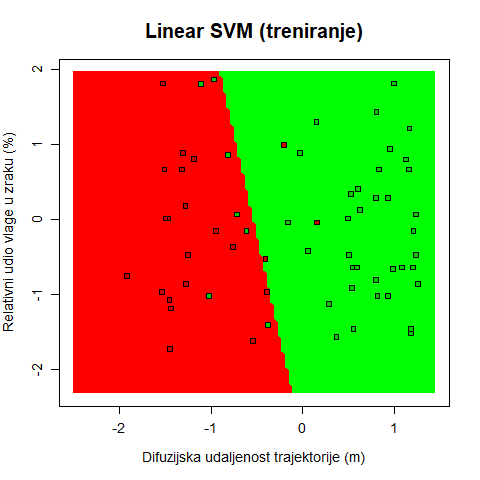 Linear SVM (treniranje)
Relativni udio vlage u zraku (%)
2
1
0
-1
-2
-2 -1 0 1
Difuzijska udaljenost trajektorije (m)